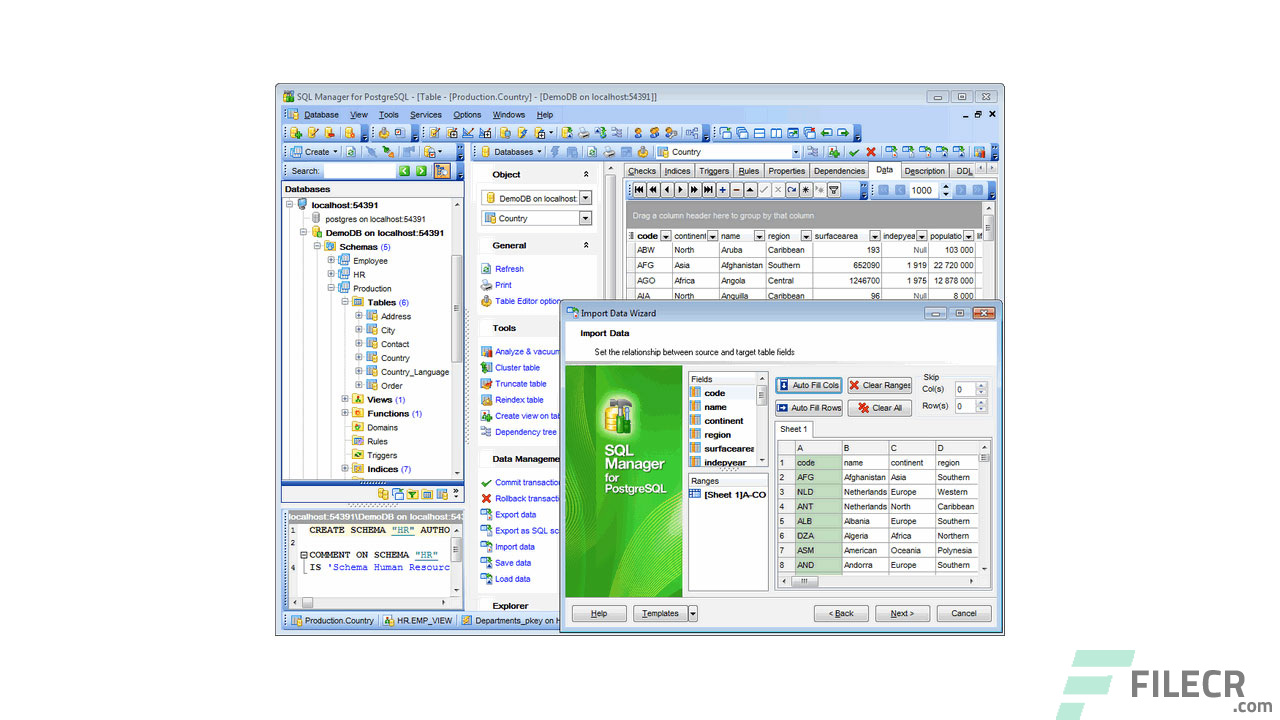 SQL Manager for PostgreSQL - [Table - [Production.Country] - [DemoDB on localhost:54391]]
Database View Tools Services Options Windows Help
Create Databases Country
Search:
Checks Indices Triggers Rules Properties Dependencies Data Description DDL
Databases
localhost:54391
postgres on localhost:54391
DemoDB on localhost:54391
Schemas (5)
Employee
HR
Production
Tables (6)
Address
City
Contact
Country
Country_Language
Order
Views (1)
Functions (1)
Domains
Rules
Triggers
Indices (7)
localhost:54391\DemoDB on localhost:543
1 CREATE SCHEMA "HR" AUTHO
2
COMMENT ON SCHEMA "HR"
4 IS 'Schema Human Resourc
Object
DemoDB on localhost:
Country
General
Refresh
Print
Table Editor option
Tools
Analyze & vacuum
Cluster table
Truncate table
Reindex table
Create view on tab
Dependency tree
Data Manageme
Commit transaction
Rollback transactio
Export data
Export as SQL sc
Import data
Save data
Load data
Explorer
1000
Drag a column header here to group by that column
code continent name region surfacearea indepyea populatio
ABW North Aruba Caribbean 193 Null 103 000
AFG Asia Afghanistan Southern 652090 1 919 22 720 000
AGO Africa Angola Central 1246700 1 975 12 878 000
AIA North Anguilla Caribbean 96 Null 8 000
Import Data Wizard
Import Data
Set the relationship between source and target table fields
SQL
Manager
for
PostgreSQL
Fields
code
name
continent
region
surfacearea
indepyear
Ranges
[Sheet 1]A-CO
Auto Fill Cols Clear Ranges
Auto Fill Rows Clear All
Skip
Col(s) 0
Row(s) 0
Sheet 1
A B C D
1 code name continent region
2 AFG Afghanistan Asia Southern
3 NLD Netherlands Europe Western
4 ANT Netherlands North Caribbean
5 ALB Albania Europe Southern
6 DZA Algeria Africa Northern
7 ASM American Oceania Polynesia
8 AND Andorra Europe Southern
Help Templates < Back Next > Cancel
Production.Country HR.EMP_VIEW Departments_pkey on H
FILECR
.com